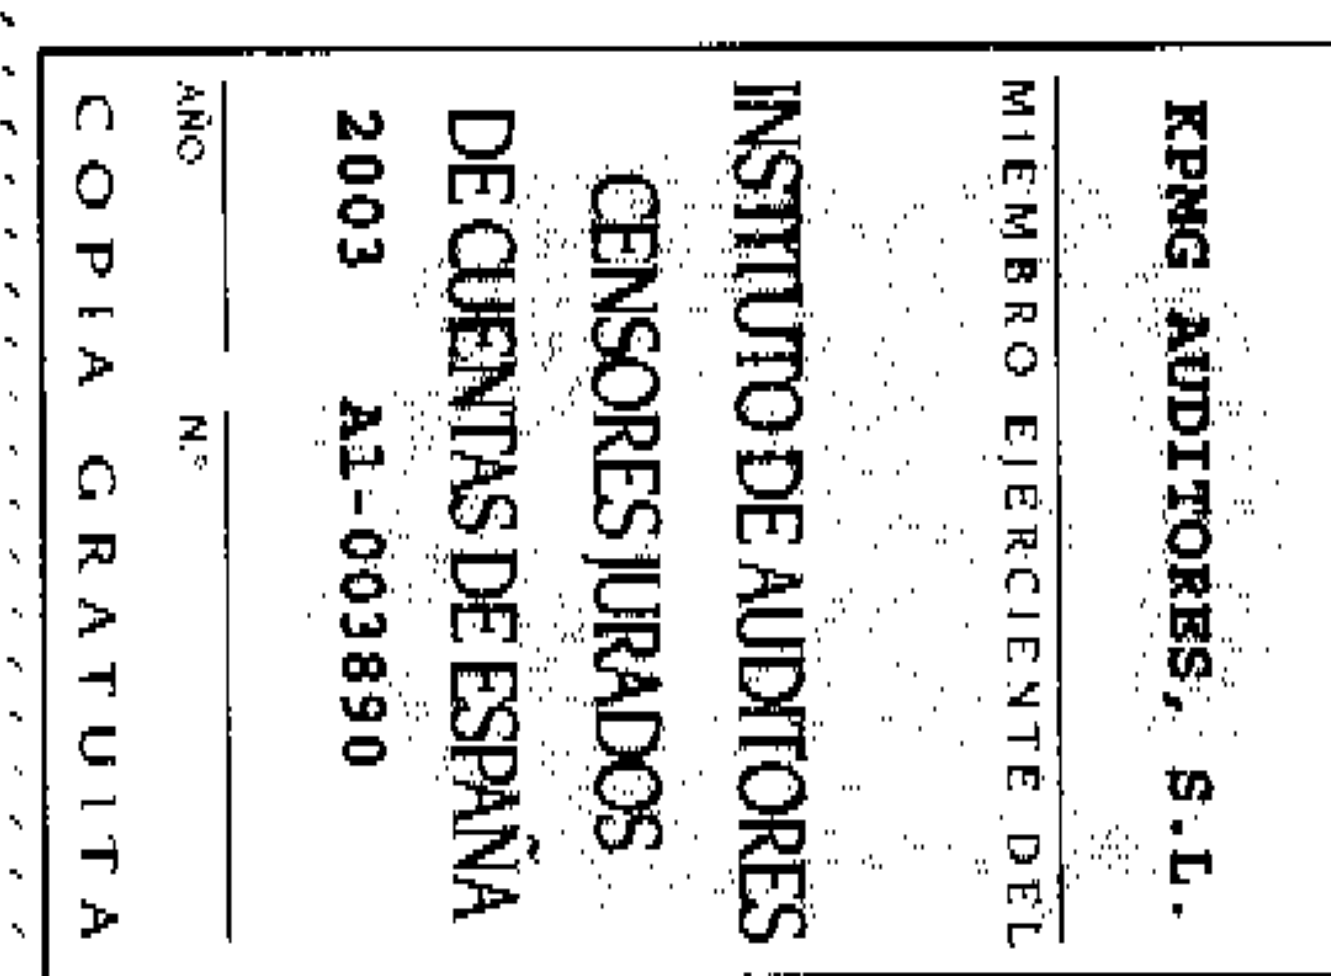 KPMG AUDITORES, S.L.
MIEMBRO EJERCIENTE DEL
INSTITUTO DE AUDITORES
CENSORES JURADOS
DE CUENTAS DE ESPAÑA
2003 A1-003890
AÑO N.º
COPIA GRATUITA